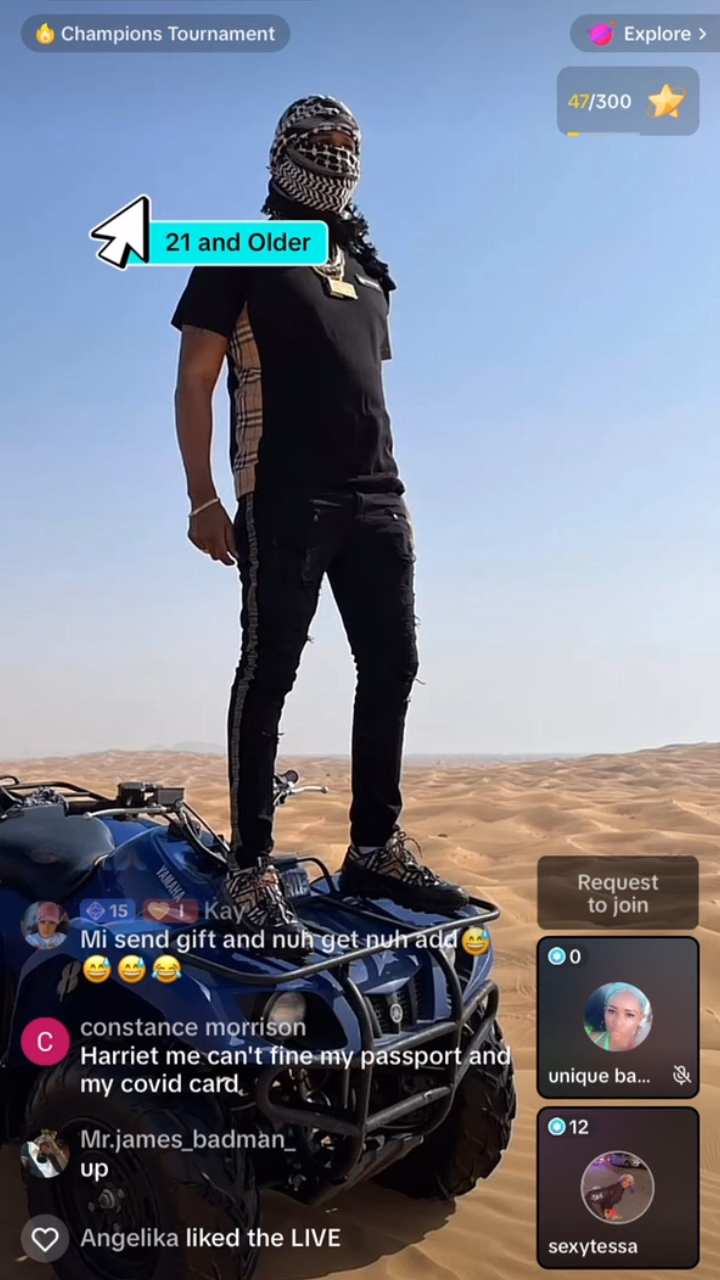 Champions Tournament
Explore >
47/300
21 and Older
YAMAHA
Request
to join
15
Kay
Mi send gift and nuh get nuh add😅
😅😅😂
0
unique ba...
C
constance morrison
Harriet me can't fine my passport and
my covid card
Mr.james_badman_
up
12
sexytessa
Angelika liked the LIVE